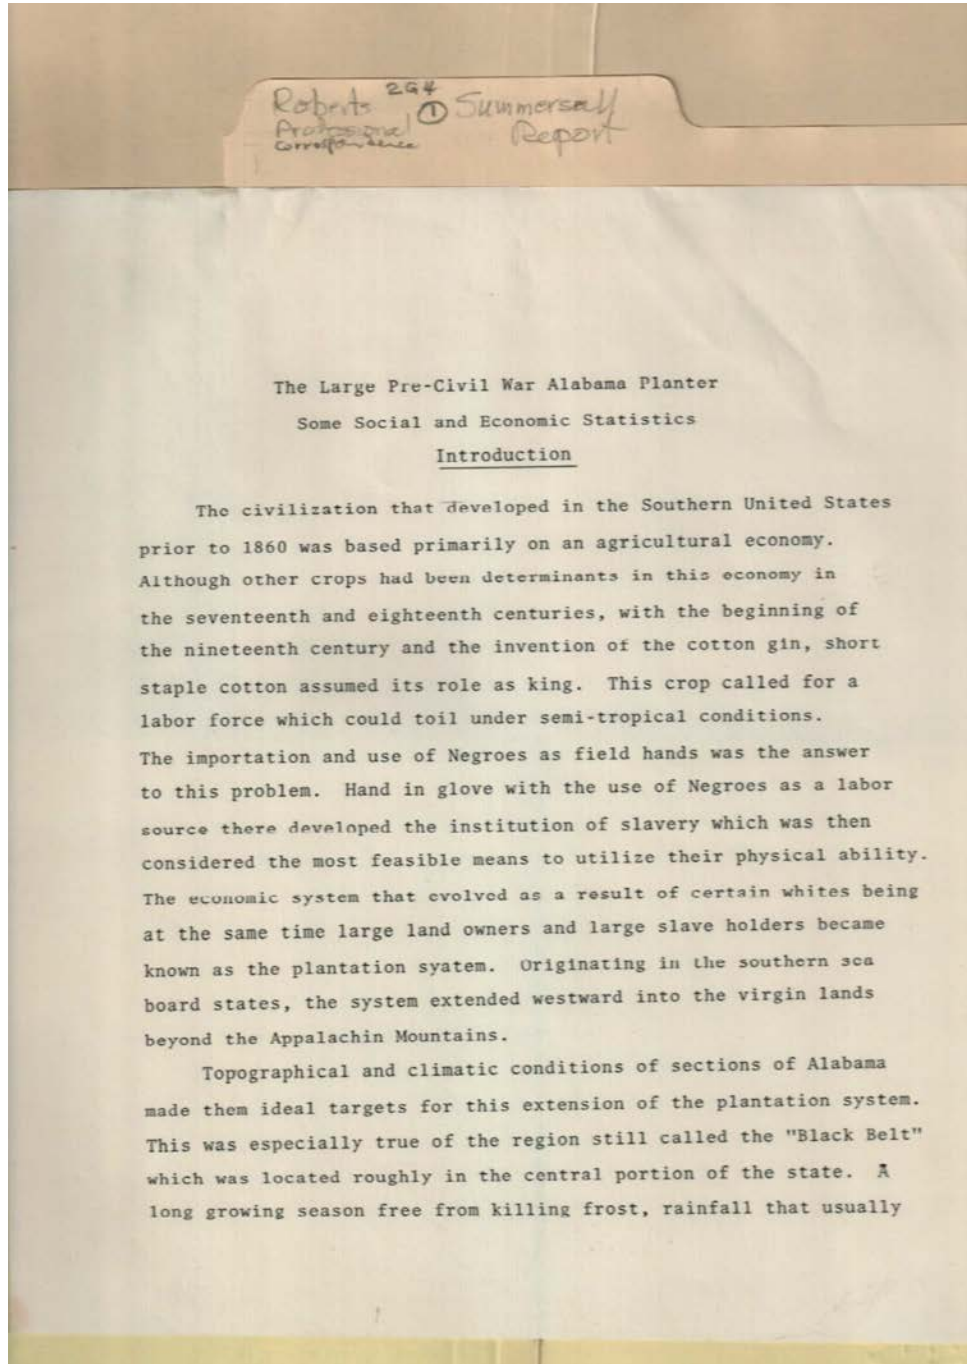 2G4
Roberts ① Summersall
Professional Report
Correspondence
The Large Pre-Civil War Alabama Planter
Some Social and Economic Statistics
Introduction
The civilization that developed in the Southern United States
prior to 1860 was based primarily on an agricultural economy.
Although other crops had been determinants in this economy in
the seventeenth and eighteenth centuries, with the beginning of
the nineteenth century and the invention of the cotton gin, short
staple cotton assumed its role as king. This crop called for a
labor force which could toil under semi-tropical conditions.
The importation and use of Negroes as field hands was the answer
to this problem. Hand in glove with the use of Negroes as a labor
source there developed the institution of slavery which was then
considered the most feasible means to utilize their physical ability.
The economic system that evolved as a result of certain whites being
at the same time large land owners and large slave holders became
known as the plantation syatem. Originating in the southern sea
board states, the system extended westward into the virgin lands
beyond the Appalachin Mountains.
Topographical and climatic conditions of sections of Alabama
made them ideal targets for this extension of the plantation system.
This was especially true of the region still called the "Black Belt"
which was located roughly in the central portion of the state. A
long growing season free from killing frost, rainfall that usually